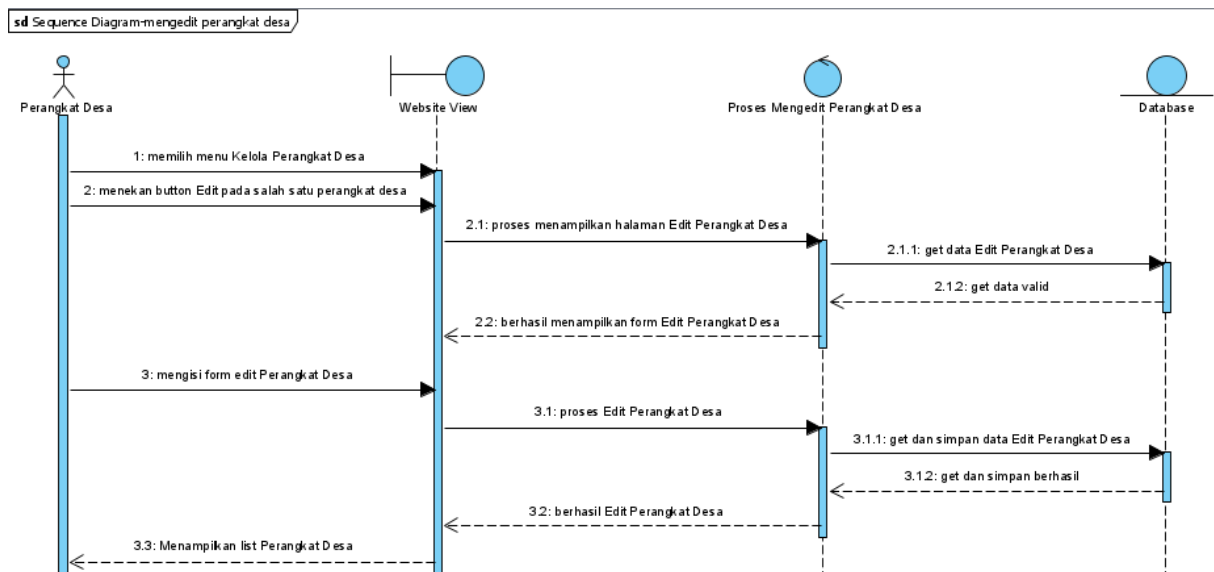 sd Sequence Diagram-mengedit perangkat desa
Perangkat Desa
Website View
Proses Mengedit Perangkat Desa
Database
1: memilih menu Kelola Perangkat Desa
2: menekan button Edit pada salah satu perangkat desa
2.1: proses menampilkan halaman Edit Perangkat Desa
2.1.1: get data Edit Perangkat Desa
2.1.2: get data valid
2.2: berhasil menampilkan form Edit Perangkat Desa
3: mengisi form edit Perangkat Desa
3.1: proses Edit Perangkat Desa
3.1.1: get dan simpan data Edit Perangkat Desa
3.1.2: get dan simpan berhasil
3.2: berhasil Edit Perangkat Desa
3.3: Menampilkan list Perangkat Desa